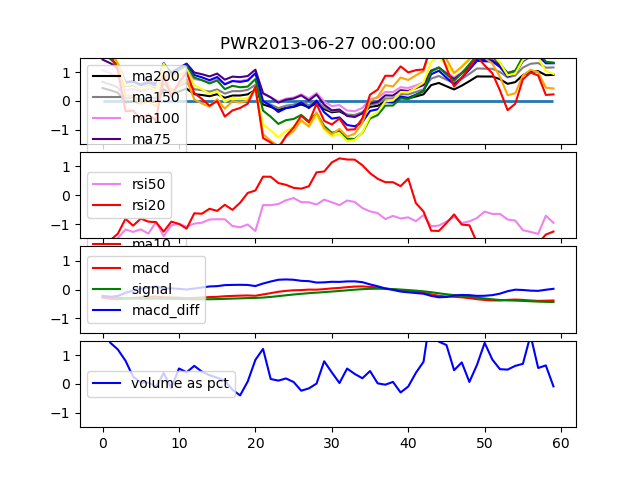 PWR2013-06-27 00:00:00
1
0
−1
ma200
ma150
ma100
ma75
1
0
−1
rsi50
rsi20
ma10
1
0
−1
macd
signal
macd_diff
1
0
−1
volume as pct
0 10 20 30 40 50 60